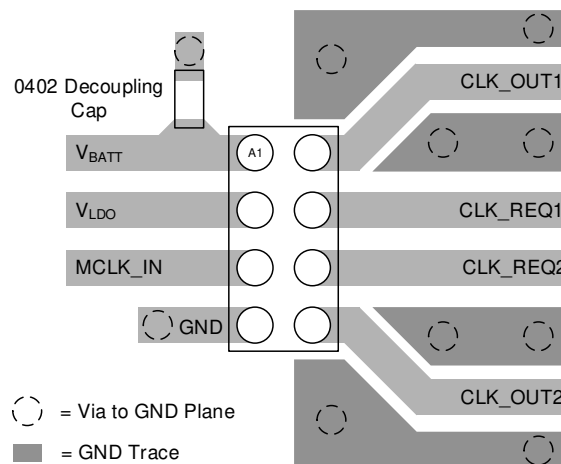 0402 Decoupling
Cap
CLK_OUT1
VBATT
A1
VLDO
CLK_REQ1
MCLK_IN
CLK_REQ2
GND
CLK_OUT2
= Via to GND Plane
= GND Trace